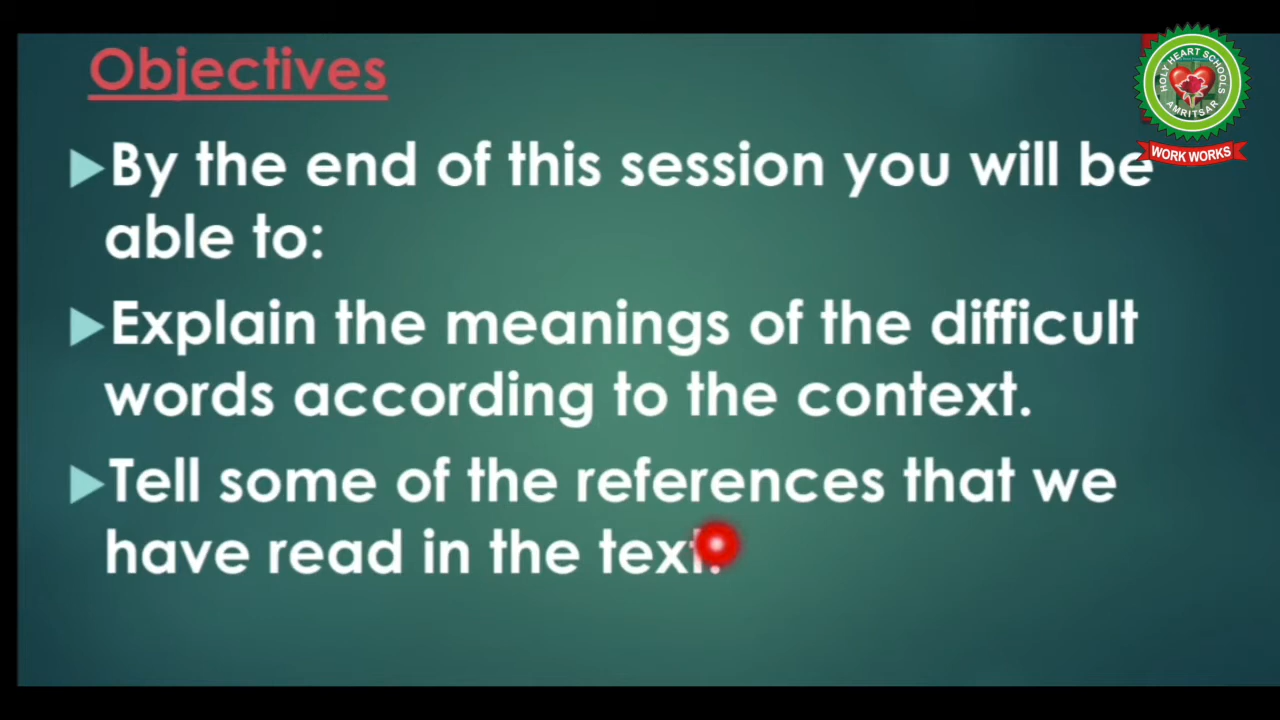 Objectives
HOLY HEART SCHOOLS
AMRITSAR
WORK WORKS
By the end of this session you will be
able to:
Explain the meanings of the difficult
words according to the context.
Tell some of the references that we
have read in the text.